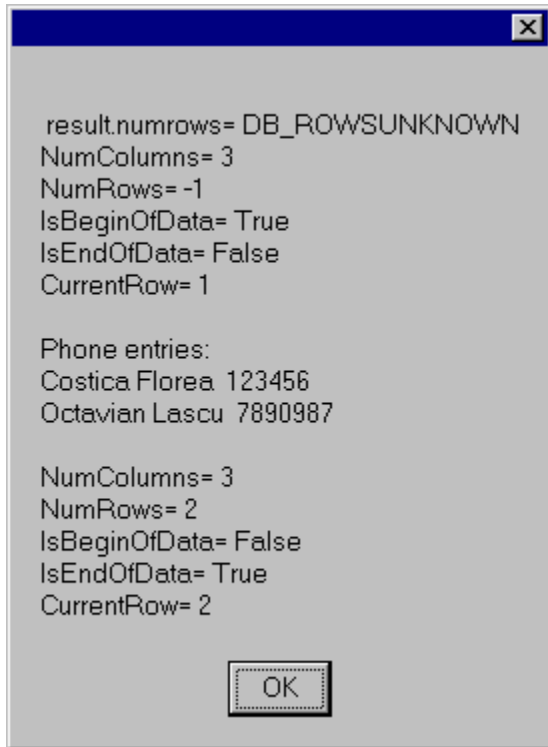 result.numrows= DB_ROWSUNKNOWN
NumColumns= 3
NumRows= -1
IsBeginOfData= True
IsEndOfData= False
CurrentRow= 1
Phone entries:
Costica Florea  123456
Octavian Lascu  7890987
NumColumns= 3
NumRows= 2
IsBeginOfData= False
IsEndOfData= True
CurrentRow= 2
OK